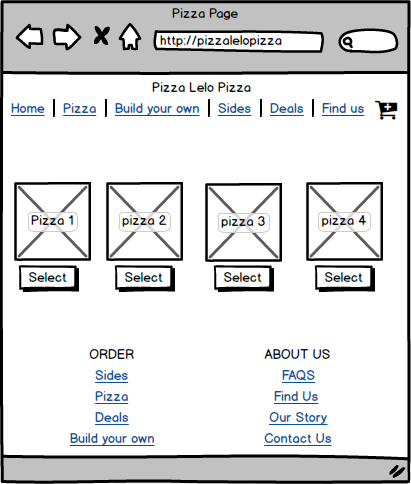 Pizza Page
http://pizzalelopizza
Pizza Lelo Pizza
Home Pizza Build your own Sides Deals Find us
Pizza 1 pizza 2 pizza 3 pizza 4
Select Select Select Select
ORDER ABOUT US
Sides FAQS
Pizza Find Us
Deals Our Story
Build your own Contact Us